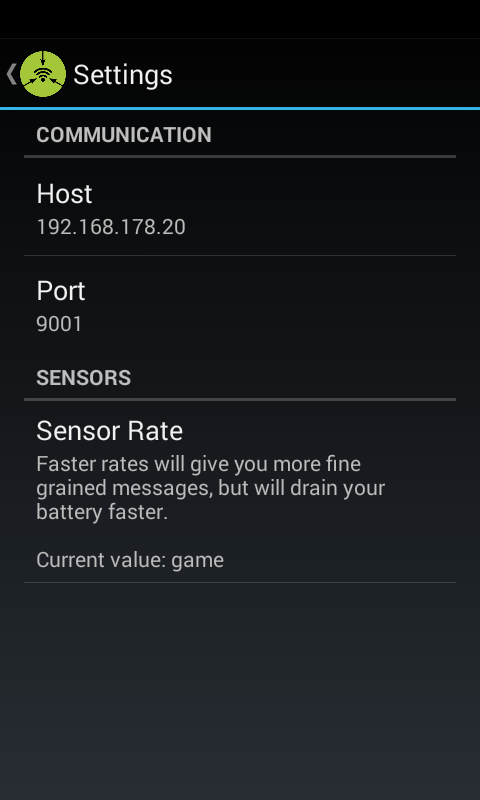 Settings
COMMUNICATION
Host
192.168.178.20
Port
9001
SENSORS
Sensor Rate
Faster rates will give you more fine
grained messages, but will drain your
battery faster.
Current value: game